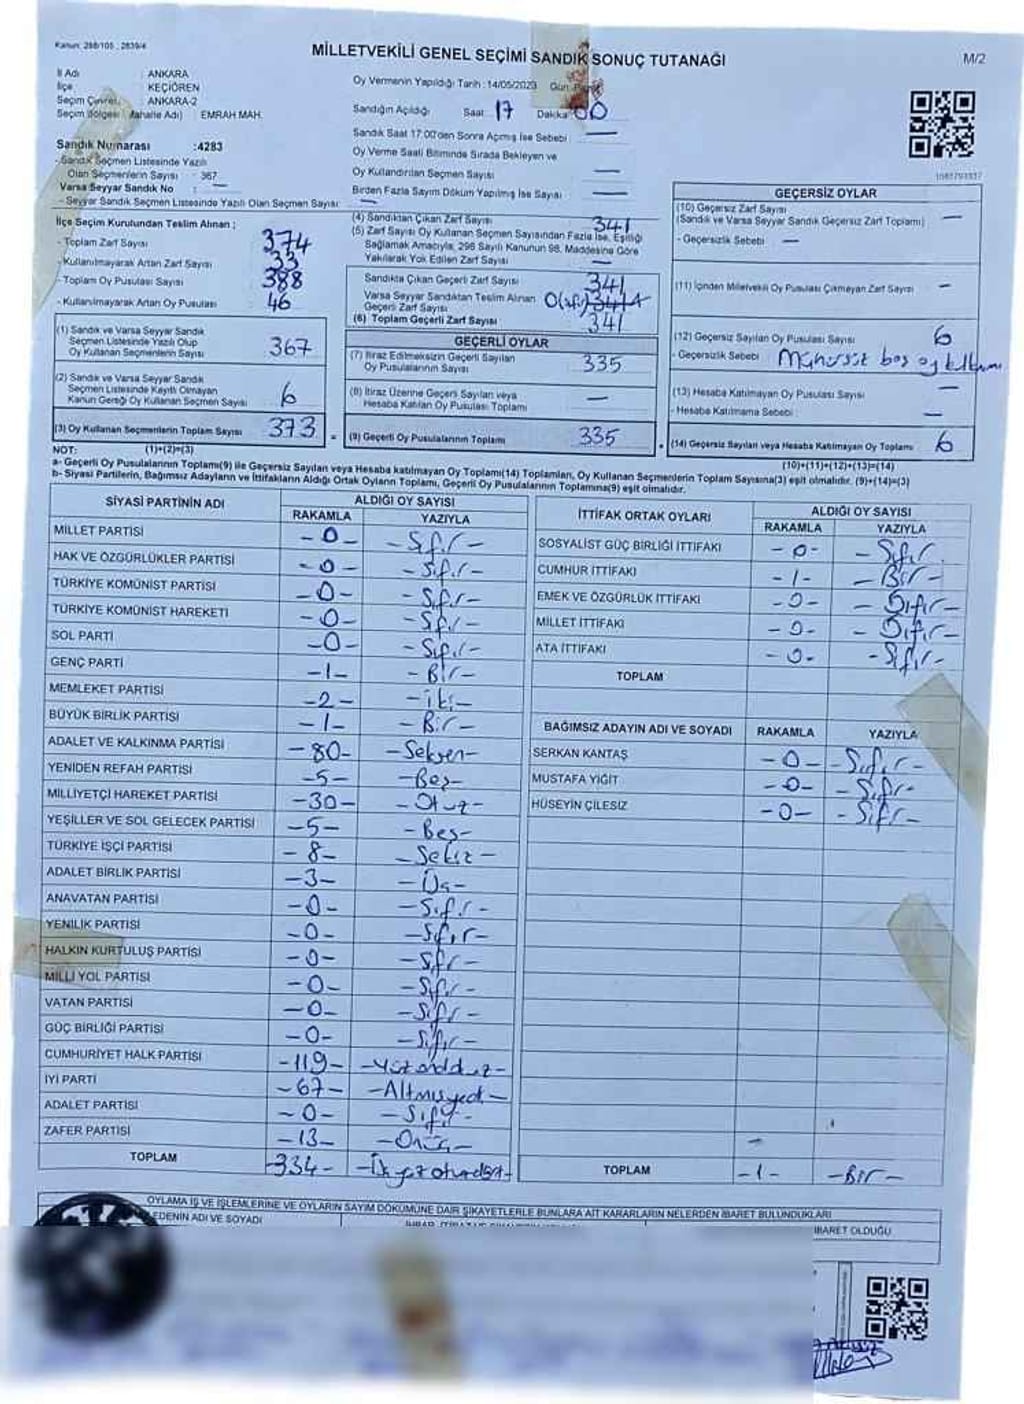 Kanun: 298/105 ; 2839/4
MİLLETVEKİLİ GENEL SEÇİMİ SANDIK SONUÇ TUTANAĞI
M/2
İl Adı : ANKARA
İlçe : KEÇİÖREN
Seçim Çevresi : ANKARA-2
Seçim Bölgesi (Mahalle Adı) EMRAH MAH.
Sandık Numarası :4283
- Sandık Seçmen Listesinde Yazılı
Olan Seçmenlerin Sayısı : 367
Varsa Seyyar Sandık No : —
- Seyyar Sandık Seçmen Listesinde Yazılı Olan Seçmen Sayısı : —
Oy Vermenin Yapıldığı Tarih : 14/05/2023 Gün :
Sandığın Açıldığı Saat 17 Dakika 00
Sandık Saat 17:00'den Sonra Açımış İse Sebebi : —
Oy Verme Saati Bitiminde Sırada Bekleyen ve
Oy Kullandırılan Seçmen Sayısı : —
Birden Fazla Sayım Döküm Yapılmış İse Sayısı : —
İlçe Seçim Kurulundan Teslim Alınan ;
- Toplam Zarf Sayısı : 374
- Kullanılmayarak Artan Zarf Sayısı : 33
- Toplam Oy Pusulası Sayısı : 388
- Kullanılmayarak Artan Oy Pusulası : 46
(4) Sandıktan Çıkan Zarf Sayısı : 341
(5) Zarf Sayısı Oy Kullanan Seçmen Sayısından Fazla İse, Eşitliği
Sağlamak Amacıyla, 298 Sayılı Kanunun 98. Maddesine Göre
Yakılarak Yok Edilen Zarf Sayısı : —
Sandıkta Çıkan Geçerli Zarf Sayısı : 341
Varsa Seyyar Sandıktan Teslim Alınan 0(sıfır) 341
Geçerli Zarf Sayısı
(6) Toplam Geçerli Zarf Sayısı : 341
GEÇERSİZ OYLAR
(10) Geçersiz Zarf Sayısı
(Sandık ve Varsa Seyyar Sandık Geçersiz Zarf Toplamı) : —
- Geçersizlik Sebebi : —
(11) İçinden Milletvekili Oy Pusulası Çıkmayan Zarf Sayısı : —
(12) Geçersiz Sayılan Oy Pusulası Sayısı : 6
- Geçersizlik Sebebi : Mühürsüz boş oy
(13) Hesaba Katılmayan Oy Pusulası Sayısı : —
- Hesaba Katılmama Sebebi : —
(14) Geçersiz Sayılan veya Hesaba Katılmayan Oy Toplamı : 6
(10)+(11)+(12)+(13)=(14)
(1) Sandık ve Varsa Seyyar Sandık
Seçmen Listesinde Yazılı Olup
Oy Kullanan Seçmenlerin Sayısı : 367
(2) Sandık ve Varsa Seyyar Sandık
Seçmen Listesinde Kayıtlı Olmayan
Kanun Gereği Oy Kullanan Seçmen Sayısı : 6
(3) Oy Kullanan Seçmenlerin Toplam Sayısı : 373
(1)+(2)=(3)
GEÇERLİ OYLAR
(7) İtiraz Edilmeksizin Geçerli Sayılan
Oy Pusulalarının Sayısı : 335
(8) İtiraz Üzerine Geçerli Sayılan veya
Hesaba Katılan Oy Pusulası Toplamı : —
(9) Geçerli Oy Pusulalarının Toplamı : 335
NOT:
a- Geçerli Oy Pusulalarının Toplamı(9) ile Geçersiz Sayılan veya Hesaba katılmayan Oy Toplamı(14) Toplamları, Oy Kullanan Seçmenlerin Toplam Sayısına(3) eşit olmalıdır. (9)+(14)=(3)
b- Siyasi Partilerin, Bağımsız Adayların ve İttifakların Aldığı Ortak Oyların Toplamı, Geçerli Oy Pusulalarının Toplamına(9) eşit olmalıdır.
SİYASİ PARTİNİN ADI ALDIĞI OY SAYISI
RAKAMLA YAZIYLA
MİLLET PARTİSİ -0- -Sıfır-
HAK VE ÖZGÜRLÜKLER PARTİSİ -0- -Sıfır-
TÜRKİYE KOMÜNİST PARTİSİ -0- -Sıfır-
TÜRKİYE KOMÜNİST HAREKETİ -0- -Sıfır-
SOL PARTİ -0- -Sıfır-
GENÇ PARTİ -1- -Bir-
MEMLEKET PARTİSİ -2- -iki-
BÜYÜK BİRLİK PARTİSİ -1- -Bir-
ADALET VE KALKINMA PARTİSİ -80- -Seksen-
YENİDEN REFAH PARTİSİ -5- -Beş-
MİLLİYETÇİ HAREKET PARTİSİ -30- -Otuz-
YEŞİLLER VE SOL GELECEK PARTİSİ -5- -Beş-
TÜRKİYE İŞÇİ PARTİSİ -8- -Sekiz-
ADALET BİRLİK PARTİSİ -3- -Üç-
ANAVATAN PARTİSİ -0- -Sıfır-
YENİLİK PARTİSİ -0- -Sıfır-
HALKIN KURTULUŞ PARTİSİ -0- -Sıfır-
MİLLİ YOL PARTİSİ -0- -Sıfır-
VATAN PARTİSİ -0- -Sıfır-
GÜÇ BİRLİĞİ PARTİSİ -0- -Sıfır-
CUMHURİYET HALK PARTİSİ -119- -Yüzondokuz-
İYİ PARTİ -67- -Altmışyedi-
ADALET PARTİSİ -0- -Sıfır-
ZAFER PARTİSİ -13- -Onüç-
TOPLAM -334- -Üçyüzotuzdört-
İTTİFAK ORTAK OYLARI ALDIĞI OY SAYISI
RAKAMLA YAZIYLA
SOSYALİST GÜÇ BİRLİĞİ İTTİFAKI -0- -Sıfır
CUMHUR İTTİFAKI -1- -Bir-
EMEK VE ÖZGÜRLÜK İTTİFAKI -0- -Sıfır-
MİLLET İTTİFAKI -0- -Sıfır-
ATA İTTİFAKI -0- -Sıfır-
TOPLAM
BAĞIMSIZ ADAYIN ADI VE SOYADI RAKAMLA YAZIYLA
SERKAN KANTAŞ -0- -Sıfır-
MUSTAFA YİĞİT -0- -Sıfır-
HÜSEYİN ÇİLESİZ -0- -Sıfır-
TOPLAM -1- -Bir-
OYLAMA İŞ VE İŞLEMLERİNE VE OYLARIN SAYIM DÖKÜMÜNE DAİR ŞİKAYETLERLE BUNLARA AİT KARARLARIN NELERDEN İBARET BULUNDUKLARI
EDENİN ADI VE SOYADI
İBARET OLDUĞU